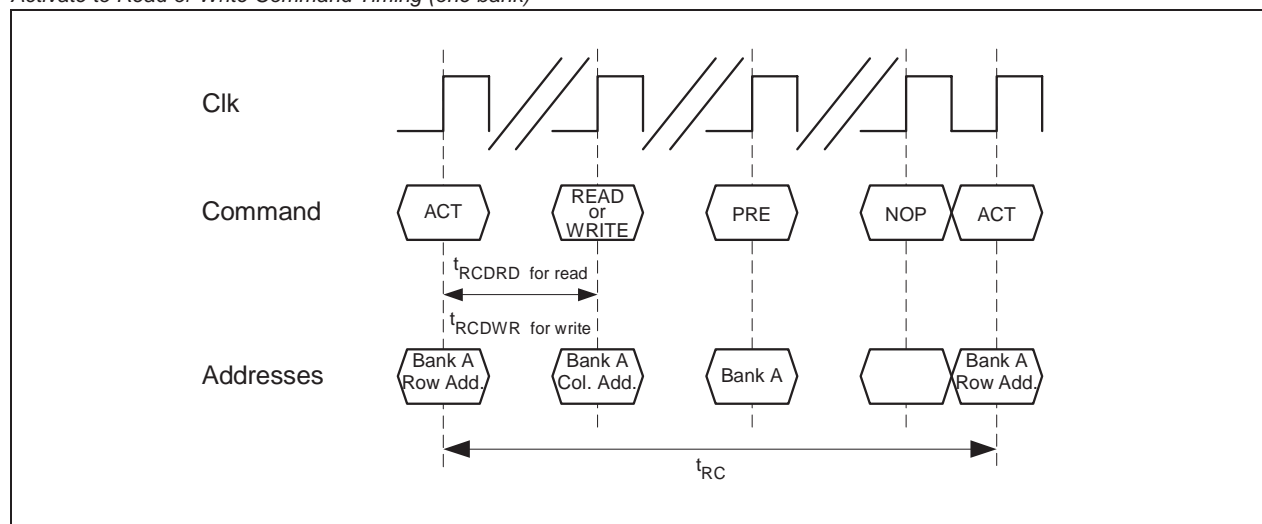 Activate to Read or Write Command Timing (one bank)
Clk
Command
ACT
READ
or
WRITE
PRE
NOP
ACT
tRCDRD for read
tRCDWR for write
Addresses
Bank A
Row Add.
Bank A
Col. Add.
Bank A
Bank A
Row Add.
tRC